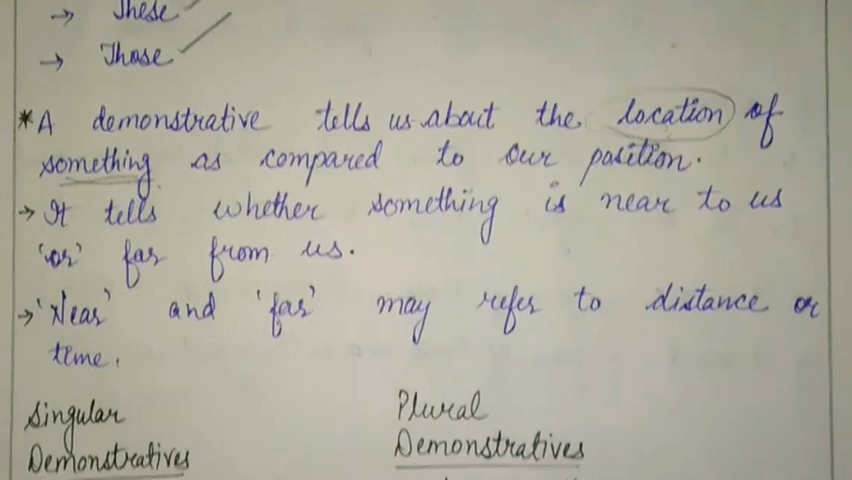 → These
→ Those
*A demonstrative tells us about the location of
something as compared to our position.
→ It tells whether something is near to us
'or' far from us.
→ 'Near' and 'far' may refer to distance or
time.
Singular Plural
Demonstratives Demonstratives